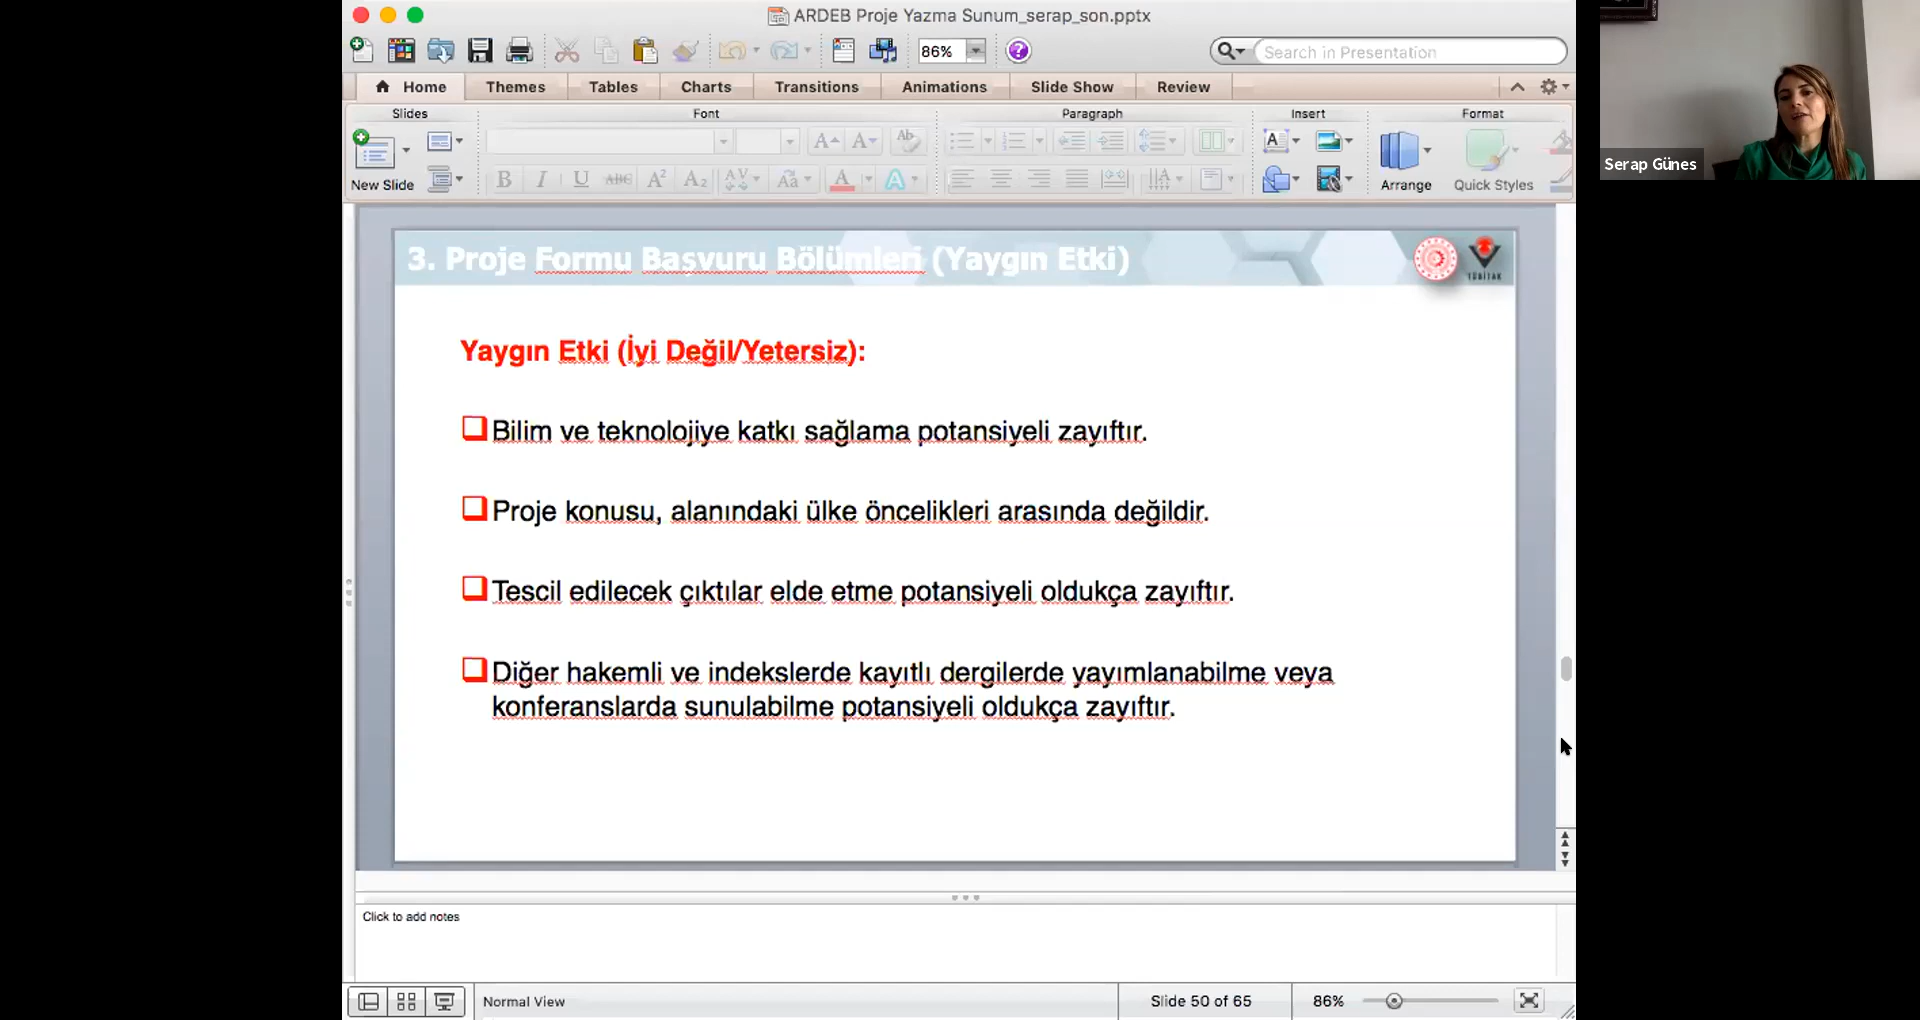 ARDEB Proje Yazma Sunum_serap_son.pptx
86%
Search in Presentation
Home
Themes
Tables
Charts
Transitions
Animations
Slide Show
Review
Slides
Font
Paragraph
Insert
Format
New Slide
Arrange
Quick Styles
Serap Günes
3. Proje Formu Başvuru Bölümleri (Yaygın Etki)
TÜBİTAK
Yaygın Etki (İyi Değil/Yetersiz):
Bilim ve teknolojiye katkı sağlama potansiyeli zayıftır.
Proje konusu, alanındaki ülke öncelikleri arasında değildir.
Tescil edilecek çıktılar elde etme potansiyeli oldukça zayıftır.
Diğer hakemli ve indekslerde kayıtlı dergilerde yayımlanabilme veya
konferanslarda sunulabilme potansiyeli oldukça zayıftır.
Click to add notes
Normal View
Slide 50 of 65
86%